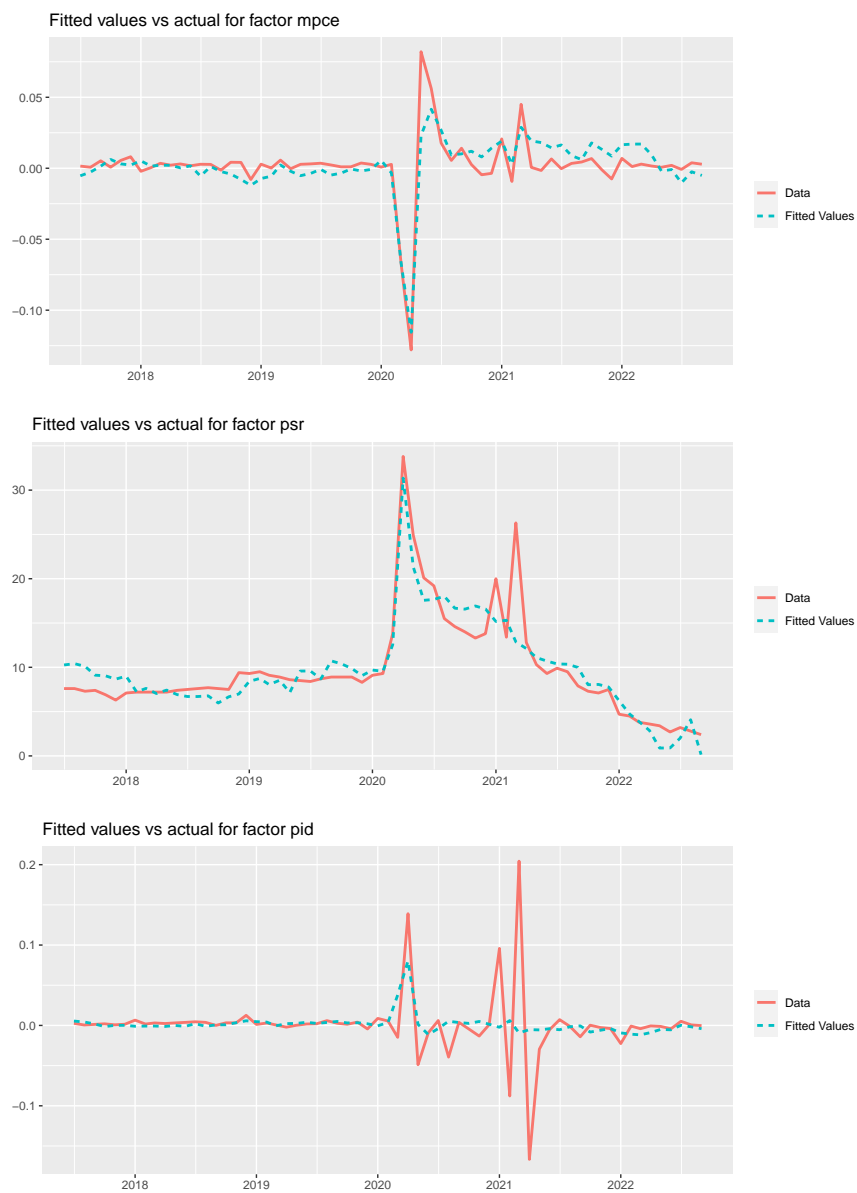 Fitted values vs actual for factor mpce
0.05
0.00
−0.05
−0.10
2018 2019 2020 2021 2022
Data
Fitted Values
Fitted values vs actual for factor psr
30
20
10
0
2018 2019 2020 2021 2022
Data
Fitted Values
Fitted values vs actual for factor pid
0.2
0.1
0.0
−0.1
2018 2019 2020 2021 2022
Data
Fitted Values